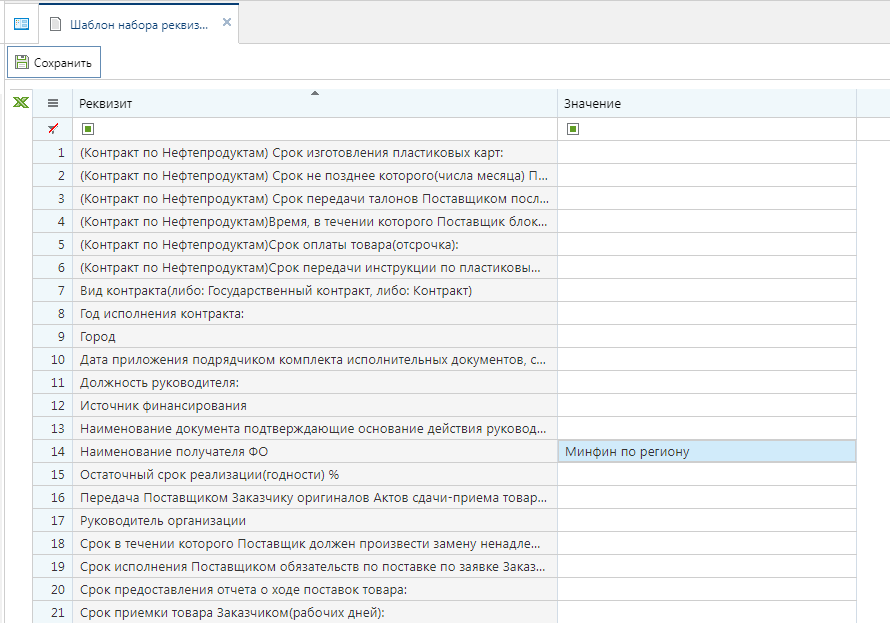 Шаблон набора реквиз...
Сохранить
Реквизит Значение
1 (Контракт по Нефтепродуктам) Срок изготовления пластиковых карт:
2 (Контракт по Нефтепродуктам) Срок не позднее которого(числа месяца) П...
3 (Контракт по Нефтепродуктам) Срок передачи талонов Поставщиком посл...
4 (Контракт по Нефтепродуктам)Время, в течении которого Поставщик блок...
5 (Контракт по Нефтепродуктам)Срок оплаты товара(отсрочка):
6 (Контракт по Нефтепродуктам)Срок передачи инструкции по пластиковы...
7 Вид контракта(либо: Государственный контракт, либо: Контракт)
8 Год исполнения контракта:
9 Город
10 Дата приложения подрядчиком комплекта исполнительных документов, с...
11 Должность руководителя:
12 Источник финансирования
13 Наименование документа подтверждающие основание действия руковод...
14 Наименование получателя ФО Минфин по региону
15 Остаточный срок реализации(годности) %
16 Передача Поставщиком Заказчику оригиналов Актов сдачи-приема товар...
17 Руководитель организации
18 Срок в течении которого Поставщик должен произвести замену ненадле...
19 Срок исполнения Поставщиком обязательств по поставке по заявке Заказ...
20 Срок предоставления отчета о ходе поставок товара:
21 Срок приемки товара Заказчиком(рабочих дней):